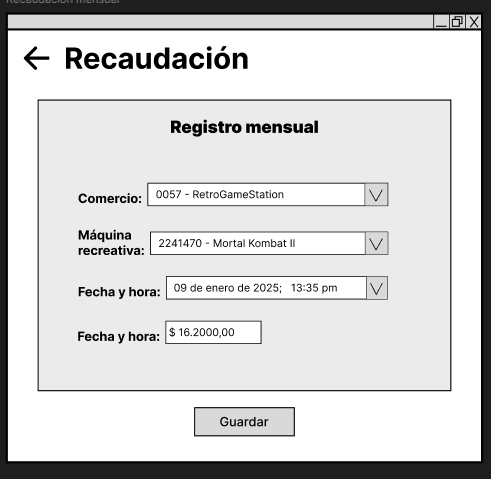 Recaudación mensual
Recaudación
Registro mensual
Comercio: 0057 - RetroGameStation
Máquina
recreativa: 2241470 - Mortal Kombat II
Fecha y hora: 09 de enero de 2025; 13:35 pm
Fecha y hora: $ 16.2000,00
Guardar